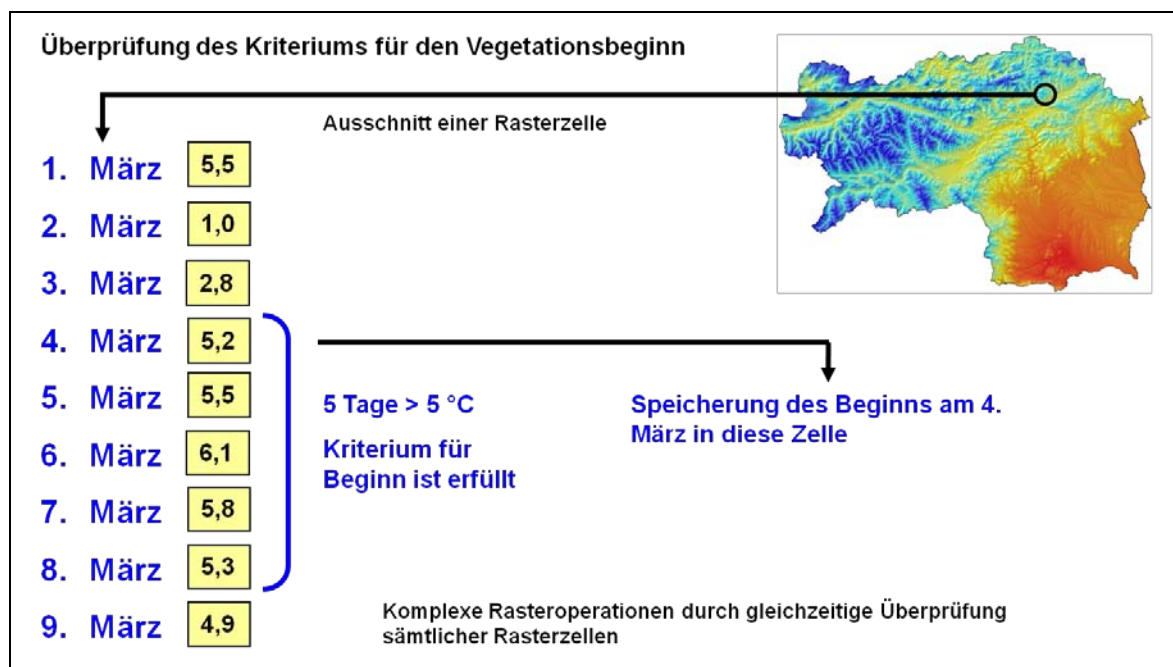 Überprüfung des Kriteriums für den Vegetationsbeginn
Ausschnitt einer Rasterzelle
1. März 5,5
2. März 1,0
3. März 2,8
4. März 5,2
5. März 5,5
6. März 6,1
7. März 5,8
8. März 5,3
9. März 4,9
5 Tage > 5 °C
Kriterium für
Beginn ist erfüllt
Speicherung des Beginns am 4.
März in diese Zelle
Komplexe Rasteroperationen durch gleichzeitige Überprüfung
sämtlicher Rasterzellen